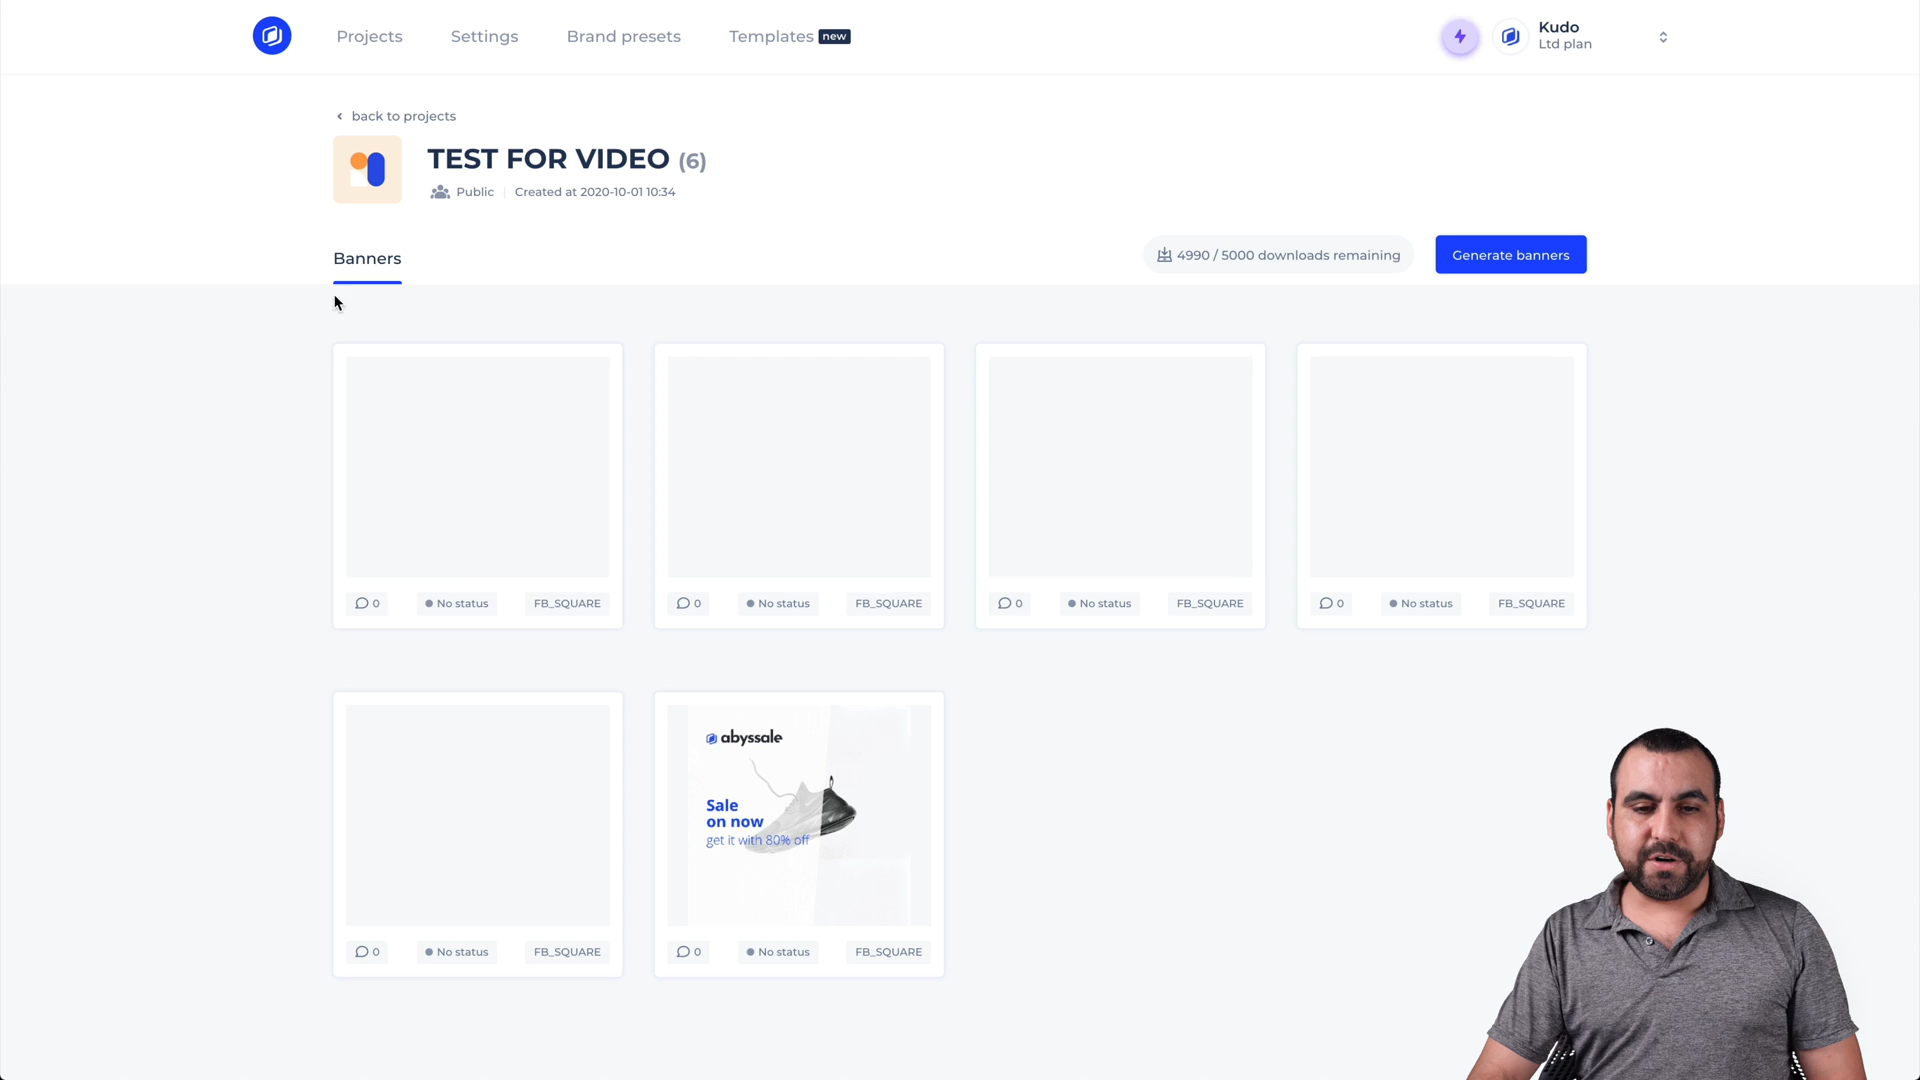 Projects
Settings
Brand presets
Templates new
Kudo
Ltd plan
back to projects
TEST FOR VIDEO (6)
Public
Created at 2020-10-01 10:34
Banners
4990 / 5000 downloads remaining
Generate banners
0
No status
FB_SQUARE
0
No status
FB_SQUARE
0
No status
FB_SQUARE
0
No status
FB_SQUARE
abyssale
Sale
on now
get it with 80% off
0
No status
FB_SQUARE
0
No status
FB_SQUARE